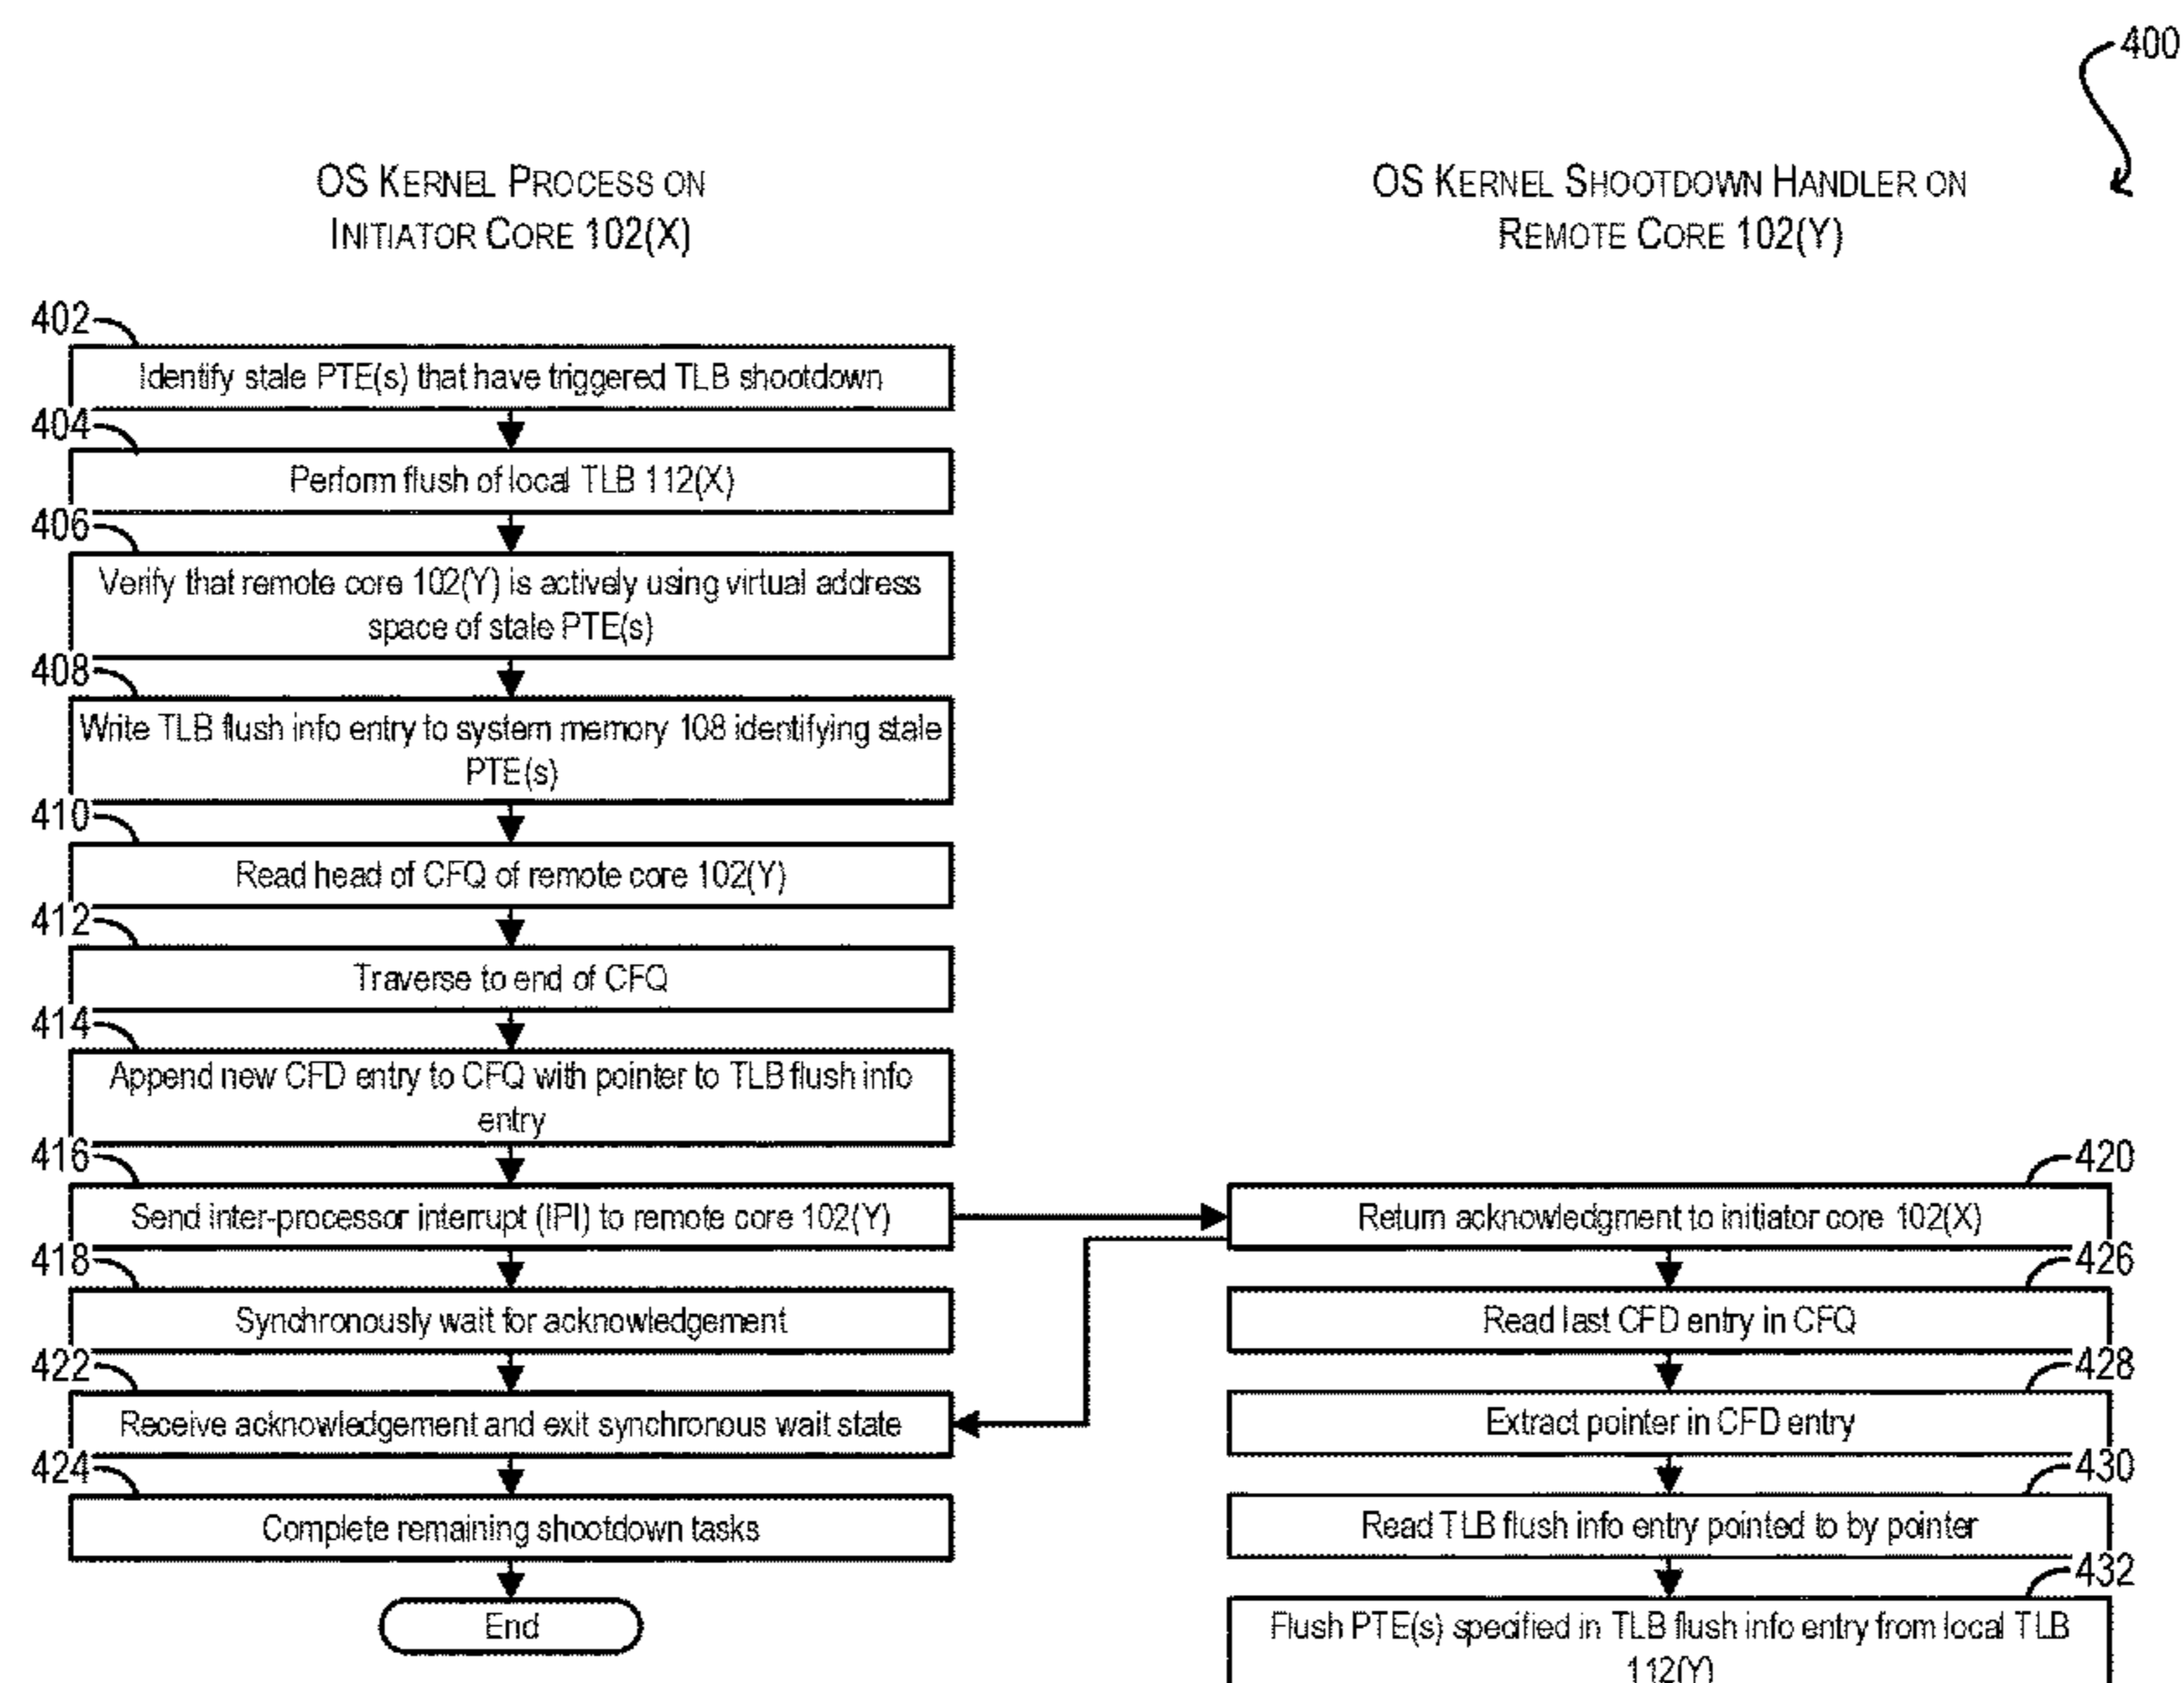 400
OS KERNEL PROCESS ON
INITIATOR CORE 102(X)
OS KERNEL SHOOTDOWN HANDLER ON
REMOTE CORE 102(Y)
402
Identify stale PTE(s) that have triggered TLB shootdown
404
Perform flush of local TLB 112(X)
406
Verify that remote core 102(Y) is actively using virtual address
space of stale PTE(s)
408
Write TLB flush info entry to system memory 108 identifying stale
PTE(s)
410
Read head of CFQ of remote core 102(Y)
412
Traverse to end of CFQ
414
Append new CFD entry to CFQ with pointer to TLB flush info
entry
416
Send inter-processor interrupt (IPI) to remote core 102(Y)
418
Synchronously wait for acknowledgement
422
Receive acknowledgement and exit synchronous wait state
424
Complete remaining shootdown tasks
End
420
Return acknowledgment to initiator core 102(X)
426
Read last CFD entry in CFQ
428
Extract pointer in CFD entry
430
Read TLB flush info entry pointed to by pointer
432
Flush PTE(s) specified in TLB flush info entry from local TLB
112(Y)